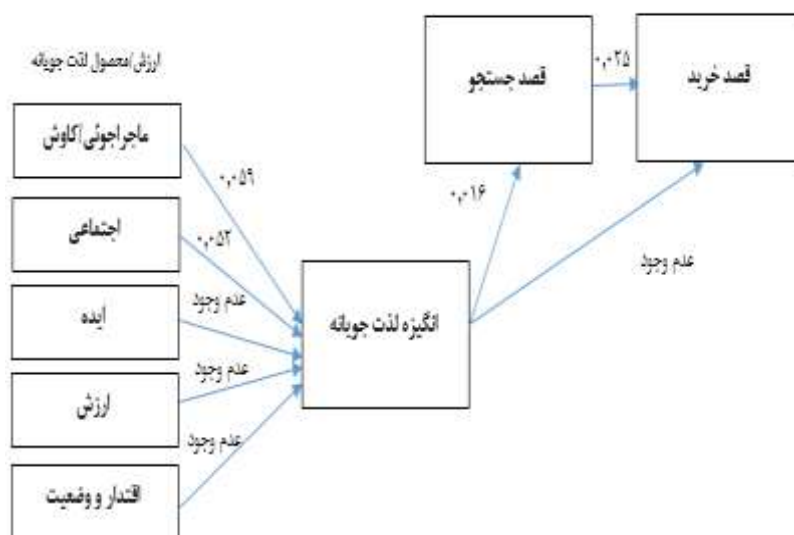 ارزش/محصول لذت جویانه
ماجراجوئی/کاوش
اجتماعی
ایده
ارزش
اقتدار و وضعیت
۰,۰۵۹
۰,۰۵۲
عدم وجود
عدم وجود
عدم وجود
انگیزه لذت جویانه
۰,۰۱۶
عدم وجود
قصد جستجو
۰,۰۲۵
قصد خرید